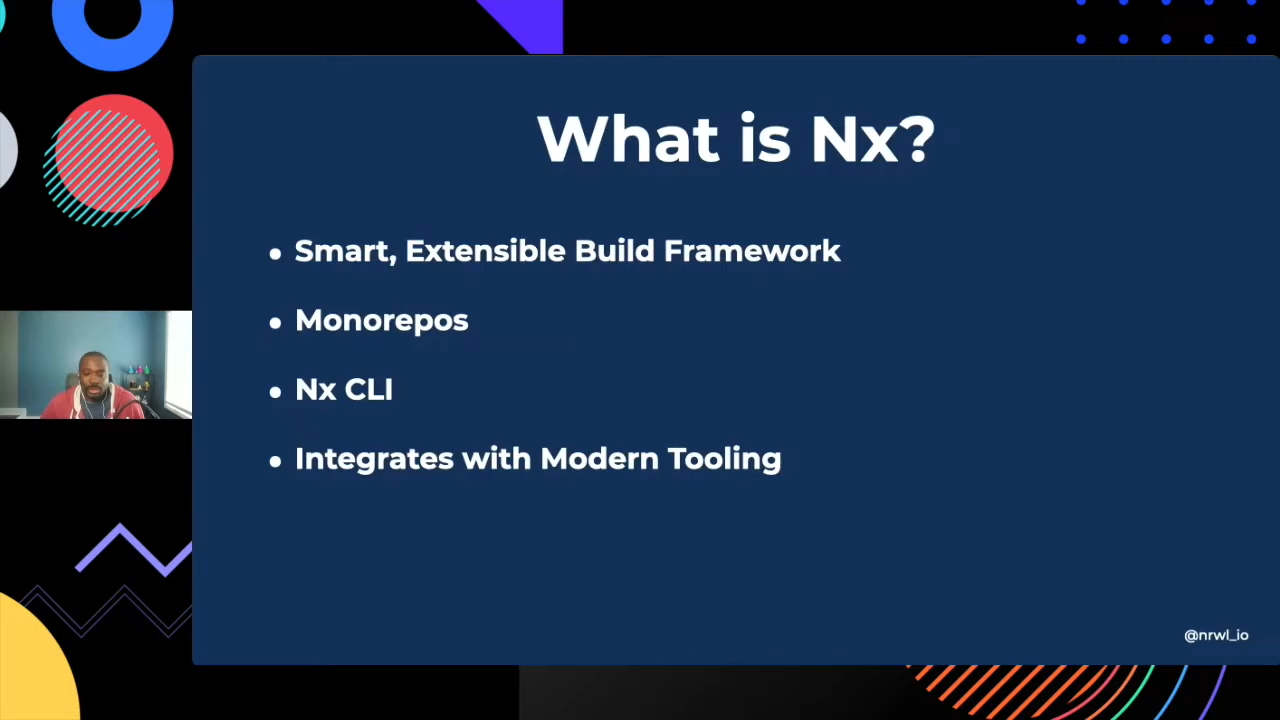 What is Nx?
Smart, Extensible Build Framework
Monorepos
Nx CLI
Integrates with Modern Tooling
@nrwl_io